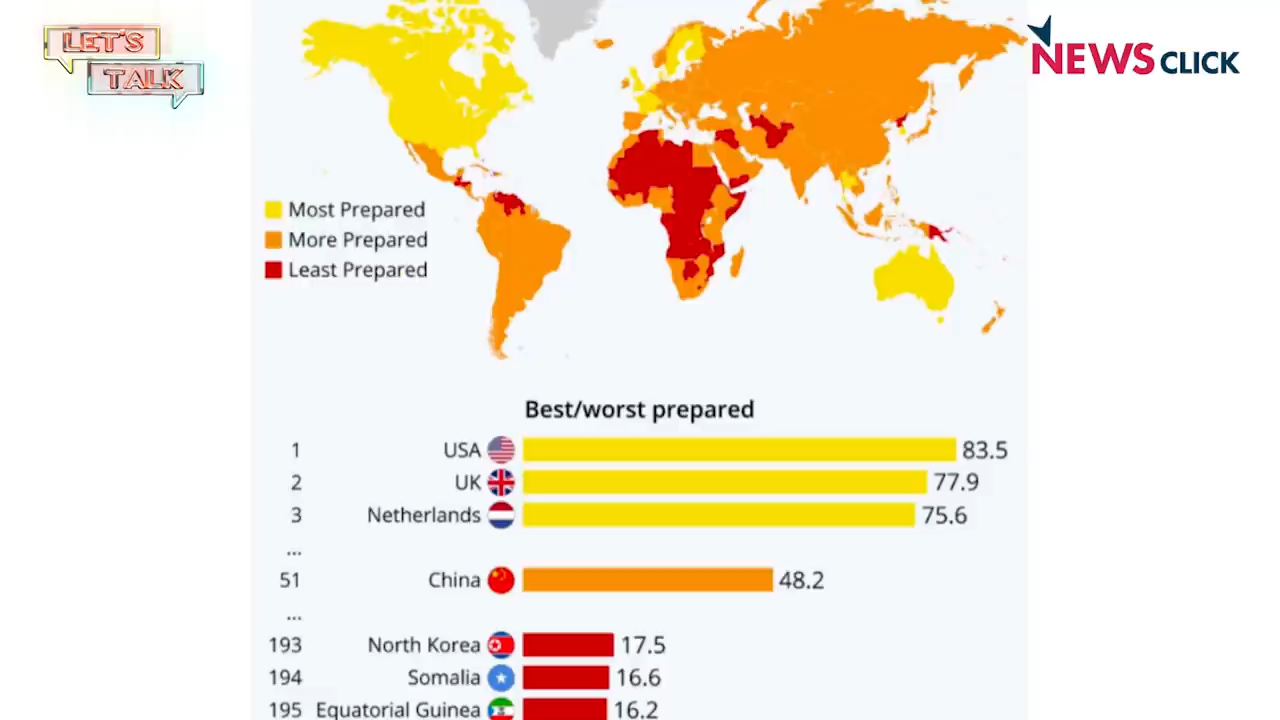 LET'S
TALK
NEWSCLICK
Most Prepared
More Prepared
Least Prepared
Best/worst prepared
1 USA 83.5
2 UK 77.9
3 Netherlands 75.6
...
51 China 48.2
...
193 North Korea 17.5
194 Somalia 16.6
195 Equatorial Guinea 16.2